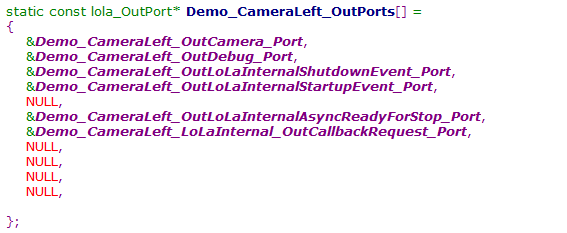 static const lola_OutPort* Demo_CameraLeft_OutPorts[] =
{
&Demo_CameraLeft_OutCamera_Port,
&Demo_CameraLeft_OutDebug_Port,
&Demo_CameraLeft_OutLoLaInternalShutdownEvent_Port,
&Demo_CameraLeft_OutLoLaInternalStartupEvent_Port,
NULL,
&Demo_CameraLeft_OutLoLaInternalAsyncReadyForStop_Port,
&Demo_CameraLeft_LoLaInternal_OutCallbackRequest_Port,
NULL,
NULL,
NULL,
NULL,
};